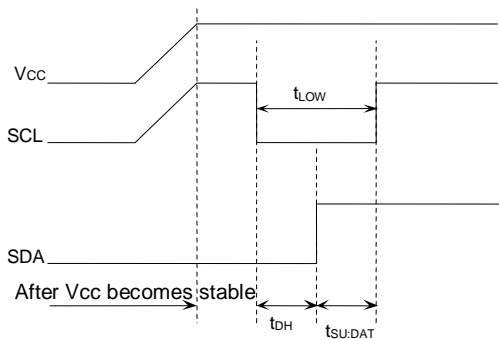 Vcc
tLOW
SCL
SDA
After Vcc becomes stable
tDH
tSU:DAT